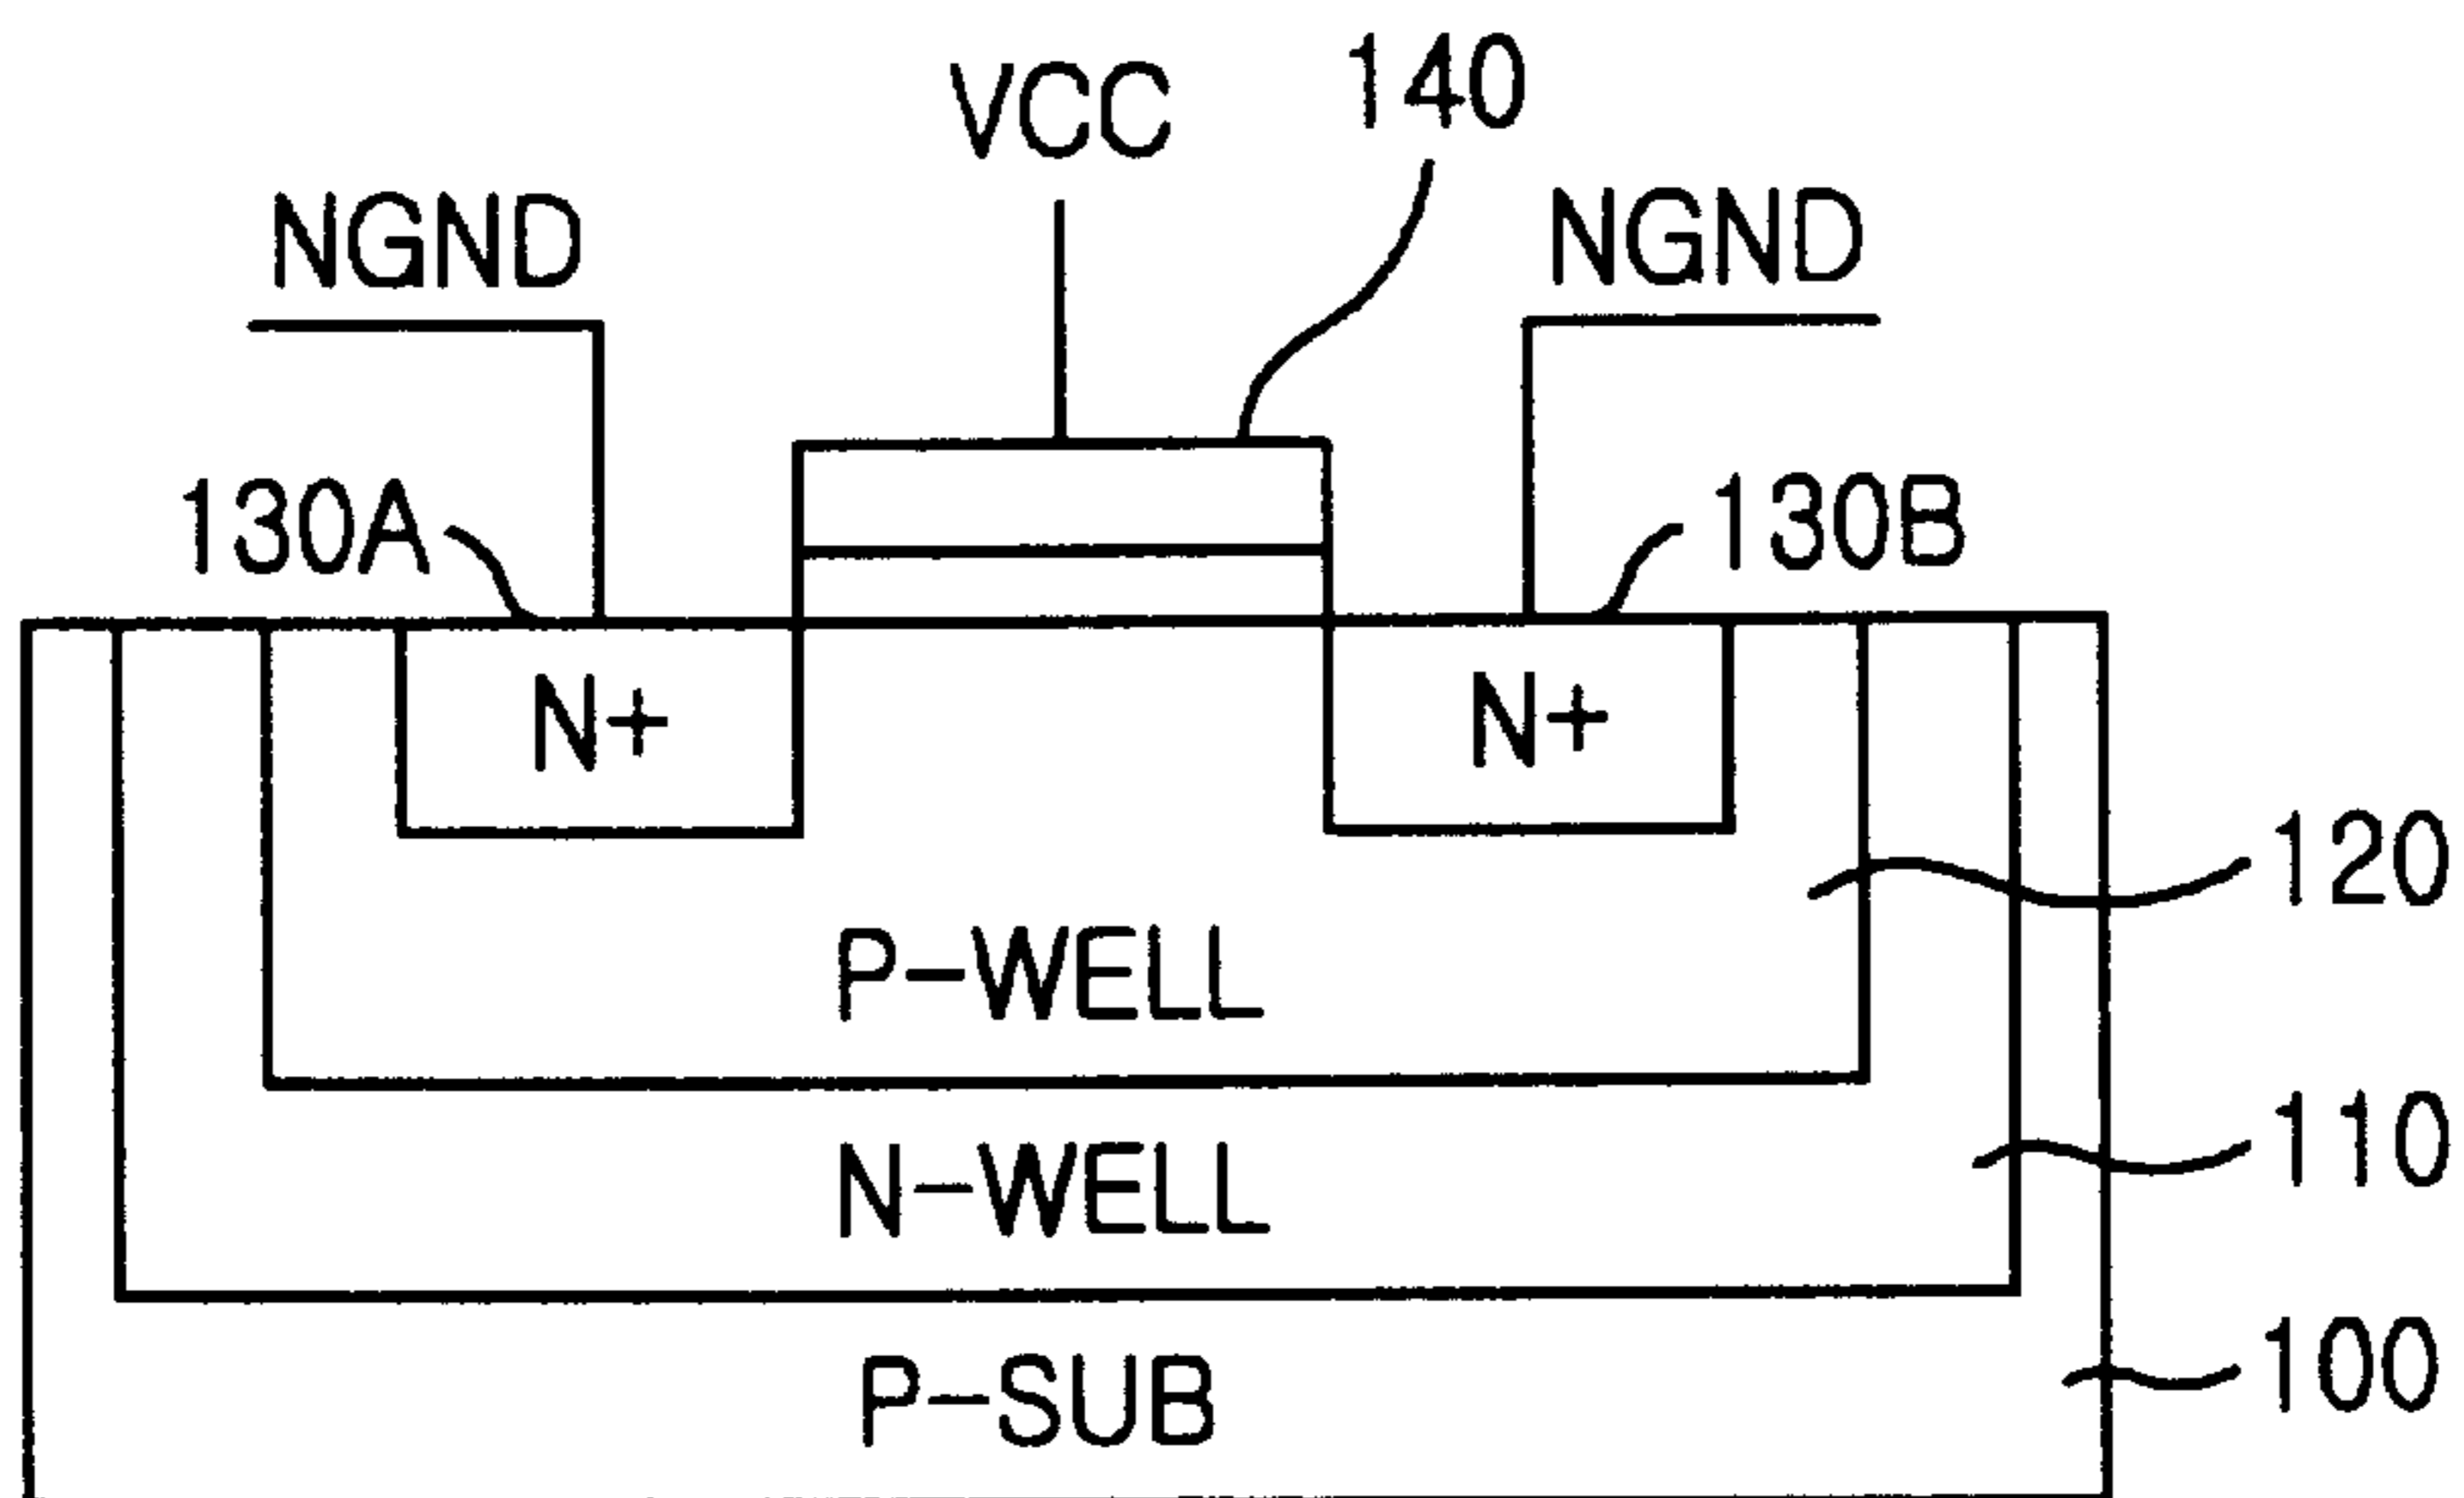 VCC
140
NGND
NGND
130A
130B
N+
N+
120
P-WELL
110
N-WELL
100
P-SUB